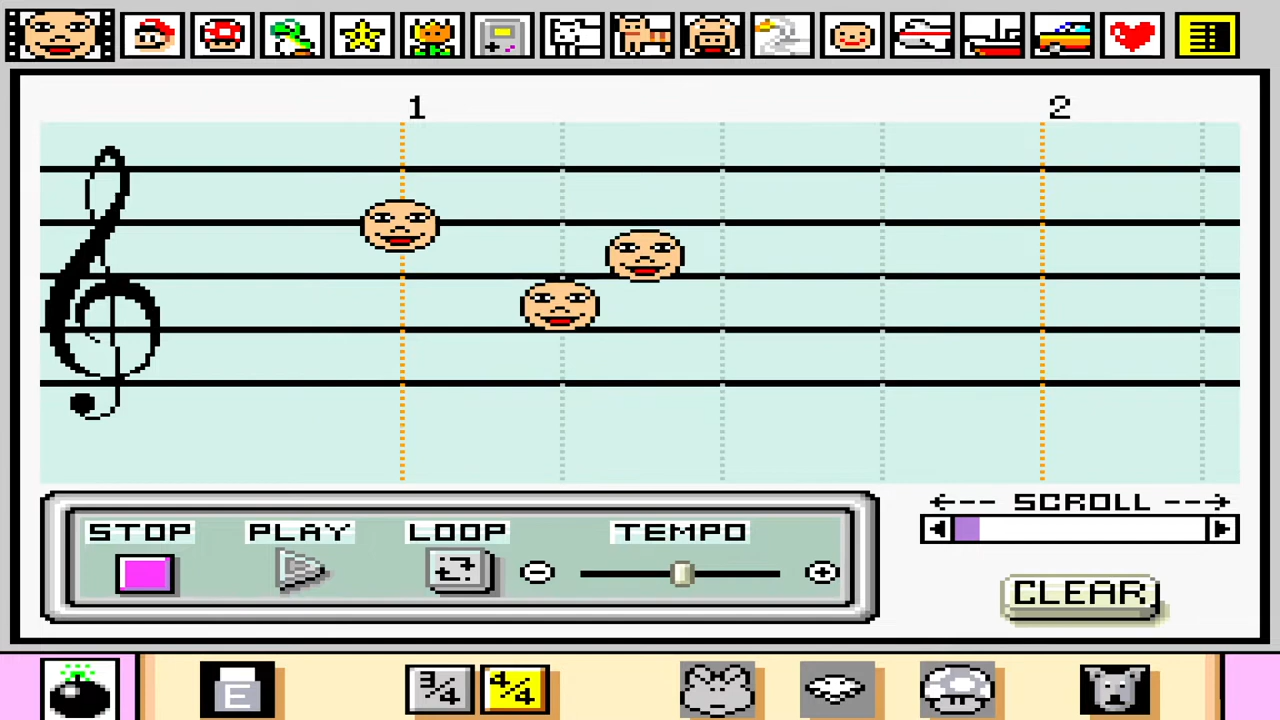 1 2
← - - - SCROLL - - - →
STOP PLAY LOOP TEMPO
− +
CLEAR
E 3/4 4/4